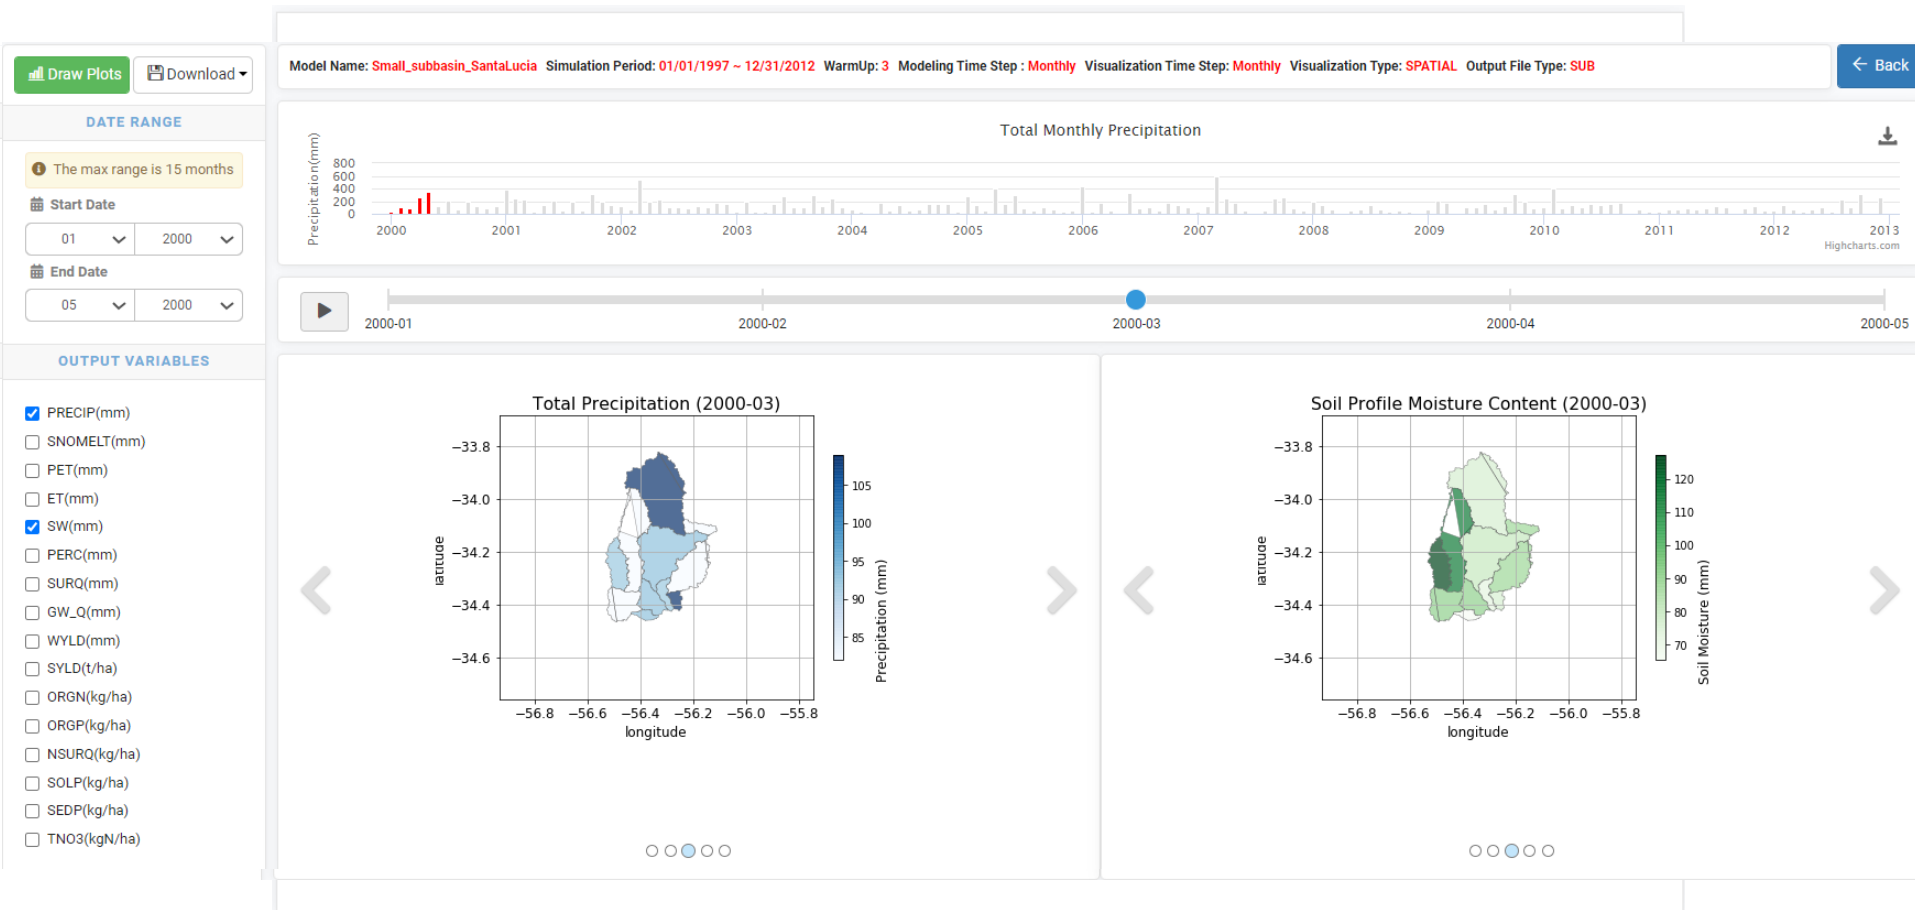 Draw Plots
Download
DATE RANGE
The max range is 15 months
Start Date
01 2000
End Date
05 2000
OUTPUT VARIABLES
PRECIP(mm)
SNOMELT(mm)
PET(mm)
ET(mm)
SW(mm)
PERC(mm)
SURQ(mm)
GW_Q(mm)
WYLD(mm)
SYLD(t/ha)
ORGN(kg/ha)
ORGP(kg/ha)
NSURQ(kg/ha)
SOLP(kg/ha)
SEDP(kg/ha)
TNO3(kgN/ha)
Model Name: Small_subbasin_SantaLucia Simulation Period: 01/01/1997 ~ 12/31/2012 WarmUp: 3 Modeling Time Step : Monthly Visualization Time Step: Monthly Visualization Type: SPATIAL Output File Type: SUB
Back
Total Monthly Precipitation
Precipitation(mm)
800
600
400
200
0
2000 2001 2002 2003 2004 2005 2006 2007 2008 2009 2010 2011 2012 2013
Highcharts.com
2000-01 2000-02 2000-03 2000-04 2000-05
Total Precipitation (2000-03)
latitude
−33.8
−34.0
−34.2
−34.4
−34.6
−56.8 −56.6 −56.4 −56.2 −56.0 −55.8
longitude
105
100
95
90
85
Precipitation (mm)
Soil Profile Moisture Content (2000-03)
latitude
−33.8
−34.0
−34.2
−34.4
−34.6
−56.8 −56.6 −56.4 −56.2 −56.0 −55.8
longitude
120
110
100
90
80
70
Soil Moisture (mm)